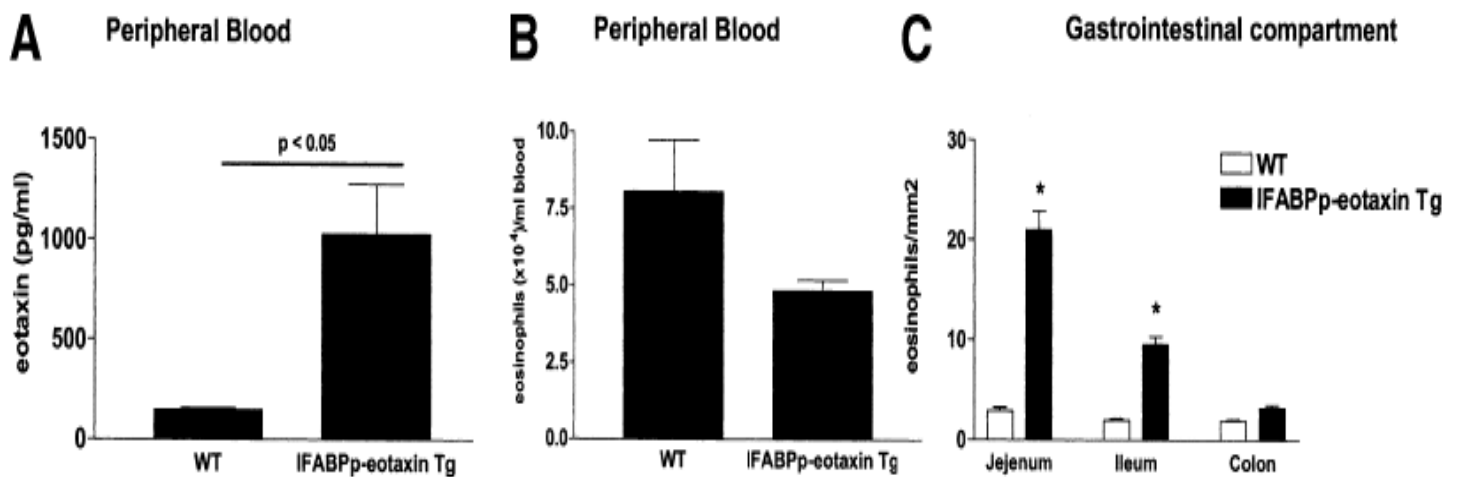 A Peripheral Blood
eotaxin (pg/ml)
1500
1000
500
0
p < 0.05
WT
IFABPp-eotaxin Tg
B Peripheral Blood
eosinophils (x10⁻⁴)/ml blood
10.0
7.5
5.0
2.5
0.0
WT
IFABPp-eotaxin Tg
C Gastrointestinal compartment
eosinophils/mm2
30
20
10
0
WT
IFABPp-eotaxin Tg
*
*
Jejenum
Ileum
Colon